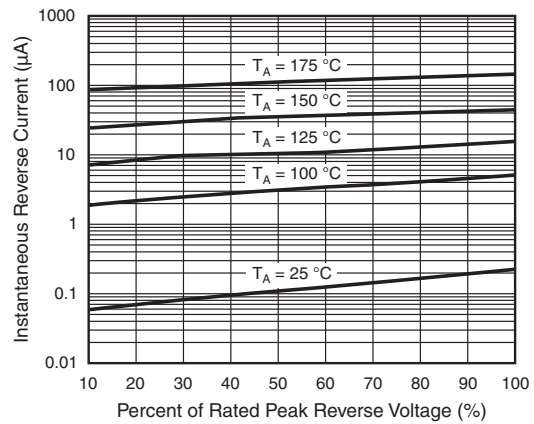 1000
100
10
1
0.1
0.01
Instantaneous Reverse Current (µA)
T_A = 175 °C
T_A = 150 °C
T_A = 125 °C
T_A = 100 °C
T_A = 25 °C
10 20 30 40 50 60 70 80 90 100
Percent of Rated Peak Reverse Voltage (%)